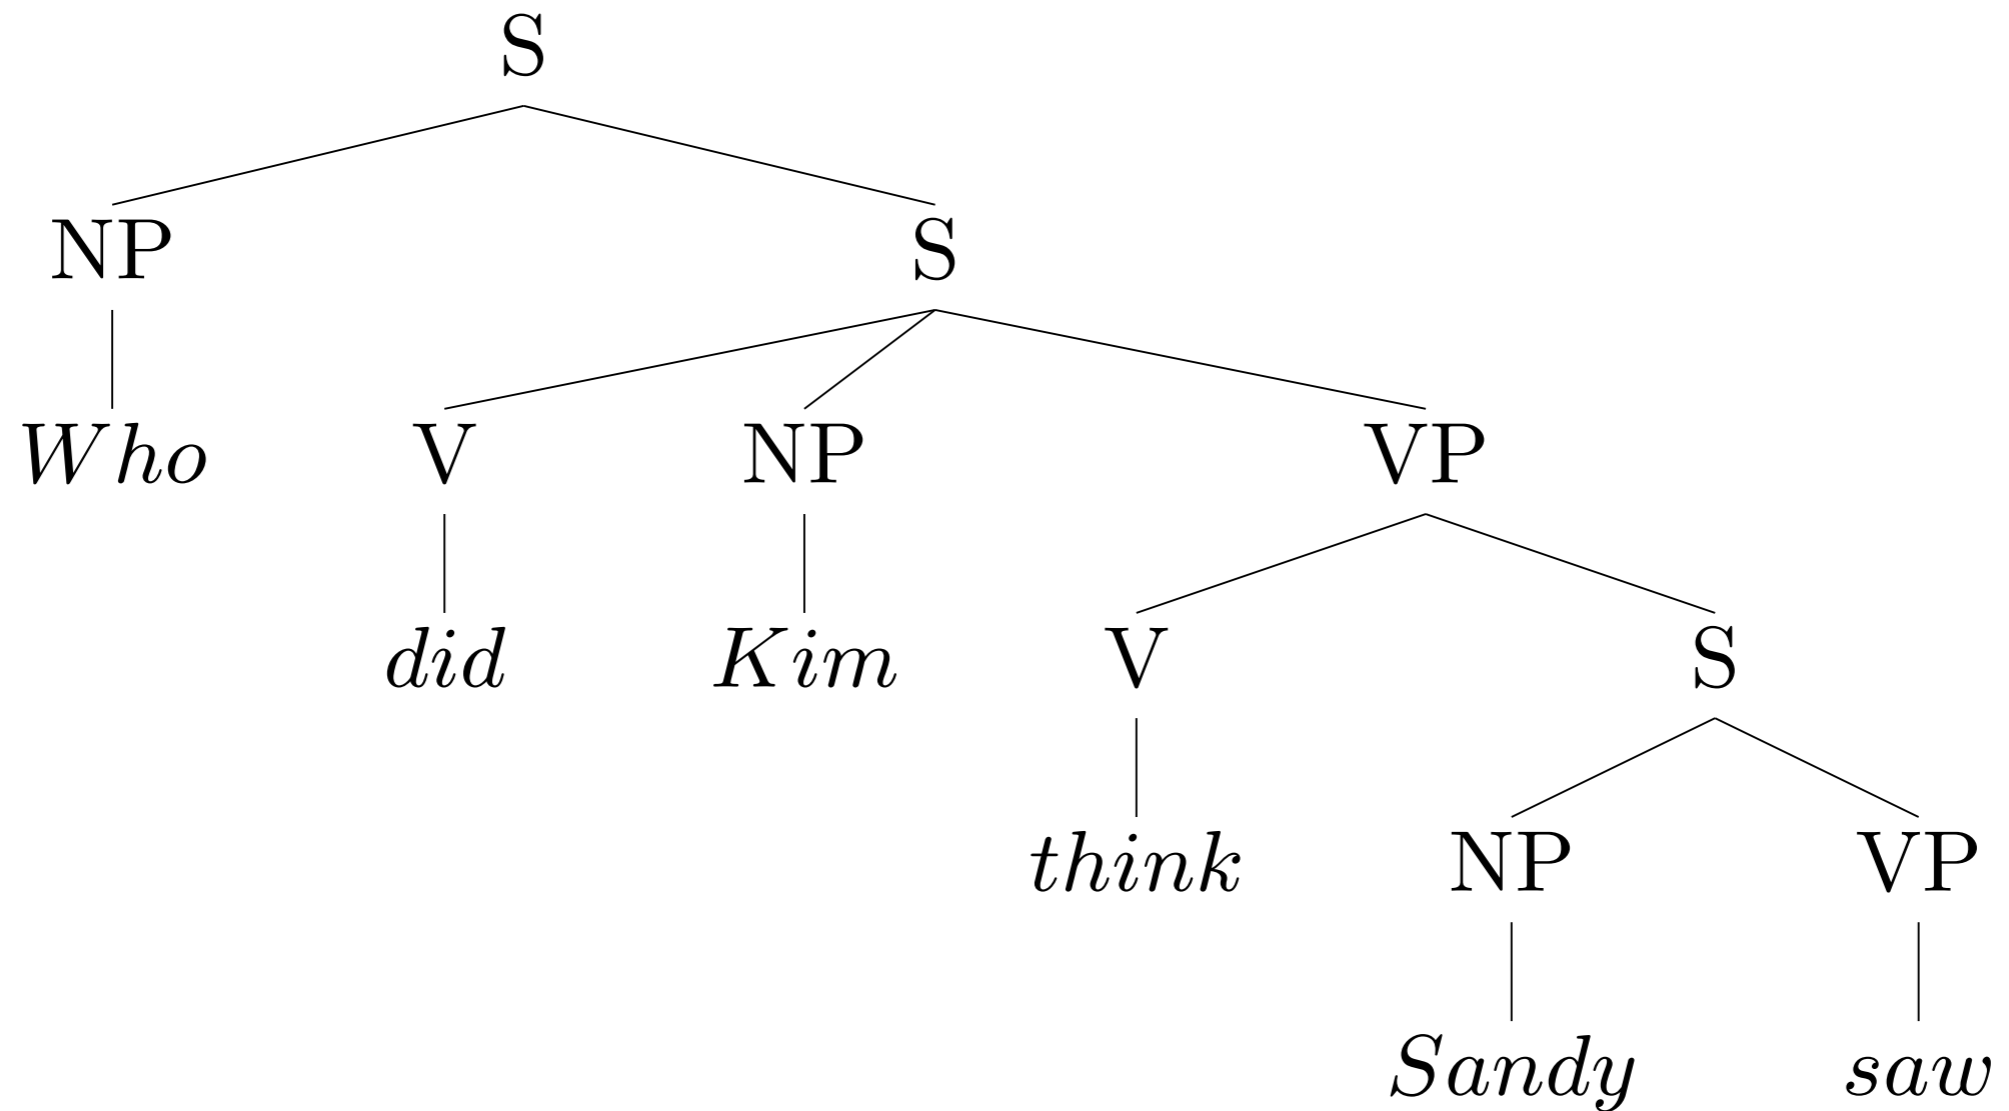 S
NP S
Who V NP VP
did Kim V S
think NP VP
Sandy saw